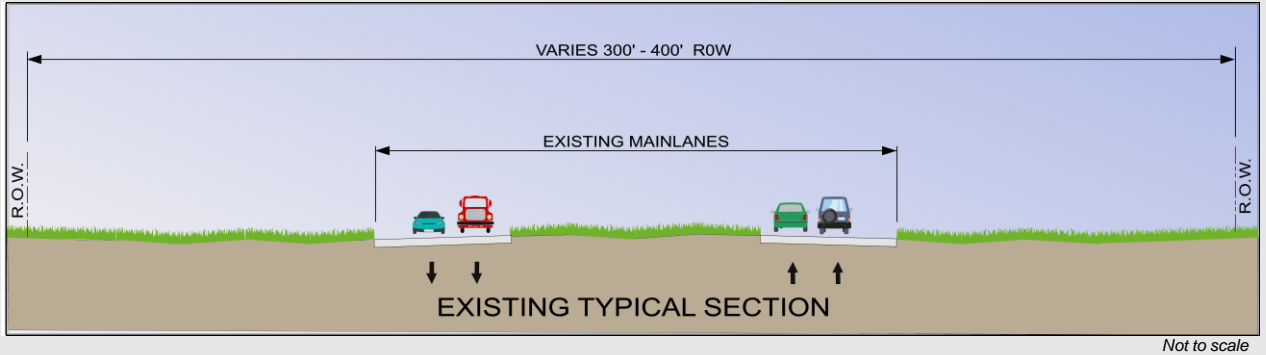 VARIES 300' - 400' R0W
EXISTING MAINLANES
R.O.W.
R.O.W.
EXISTING TYPICAL SECTION
Not to scale